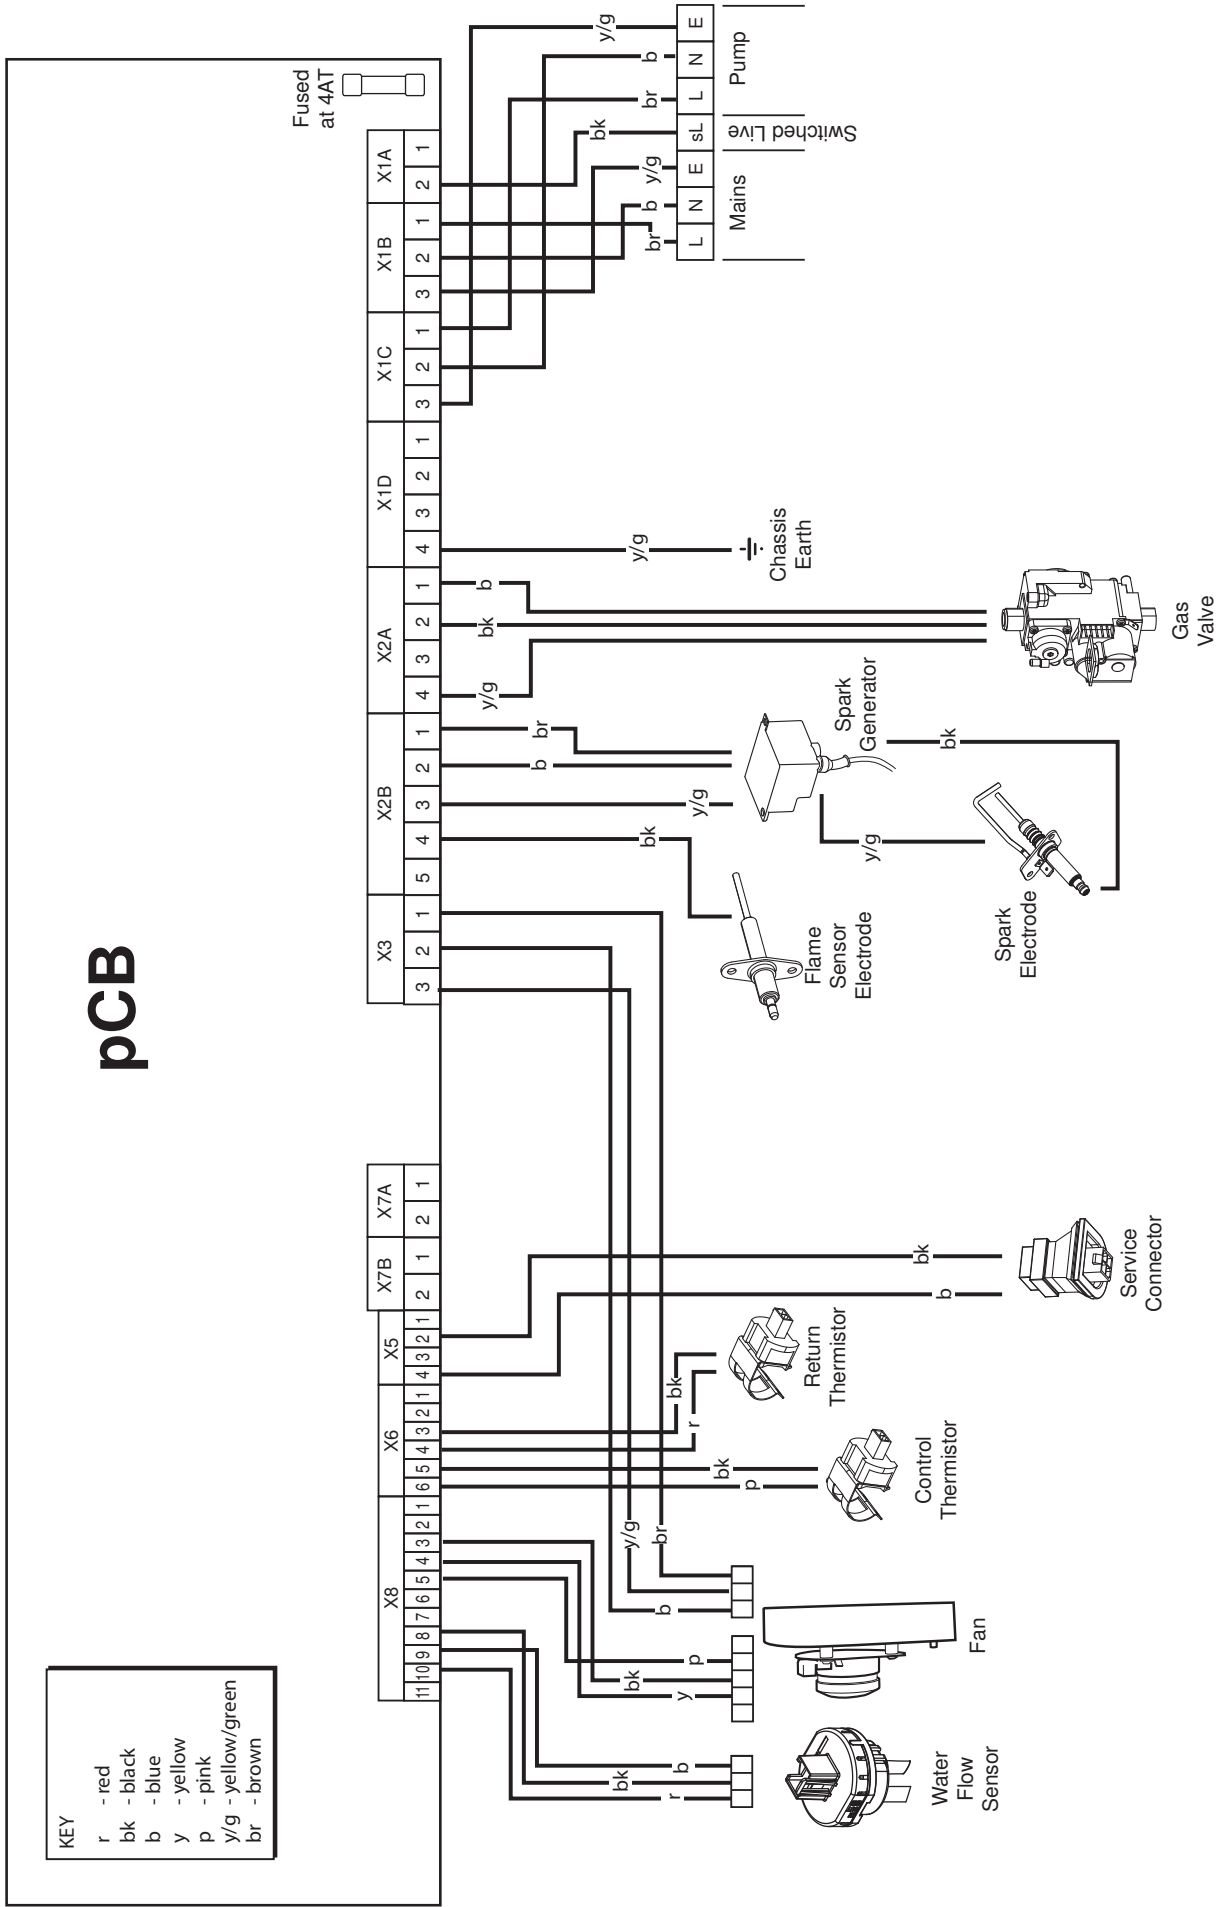 pCB
KEY
r - red
bk - black
b - blue
y - yellow
p - pink
y/g - yellow/green
br - brown
Fused
at 4AT
X8
X6
X5
X7B
X7A
X3
X2B
X2A
X1D
X1C
X1B
X1A
11 10 9 8 7 6 5 4 3 2 1
6 5 4 3 2 1
4 3 2 1
2 1
2 1
3 2 1
5 4 3 2 1
4 3 2 1
4 3 2 1
3 2 1
3 2 1
2 1
r
bk
b
y
bk
p
b
y/g
br
p
bk
r
bk
b
bk
bk
y/g
b
br
y/g
bk
y/g
bk
b
y/g
br
b
y/g
bk
br
b
y/g
L N E sL L N E
Mains
Switched Live
Pump
Water
Flow
Sensor
Fan
Control
Thermistor
Return
Thermistor
Service
Connector
Flame
Sensor
Electrode
Spark
Electrode
Spark
Generator
Gas
Valve
Chassis
Earth